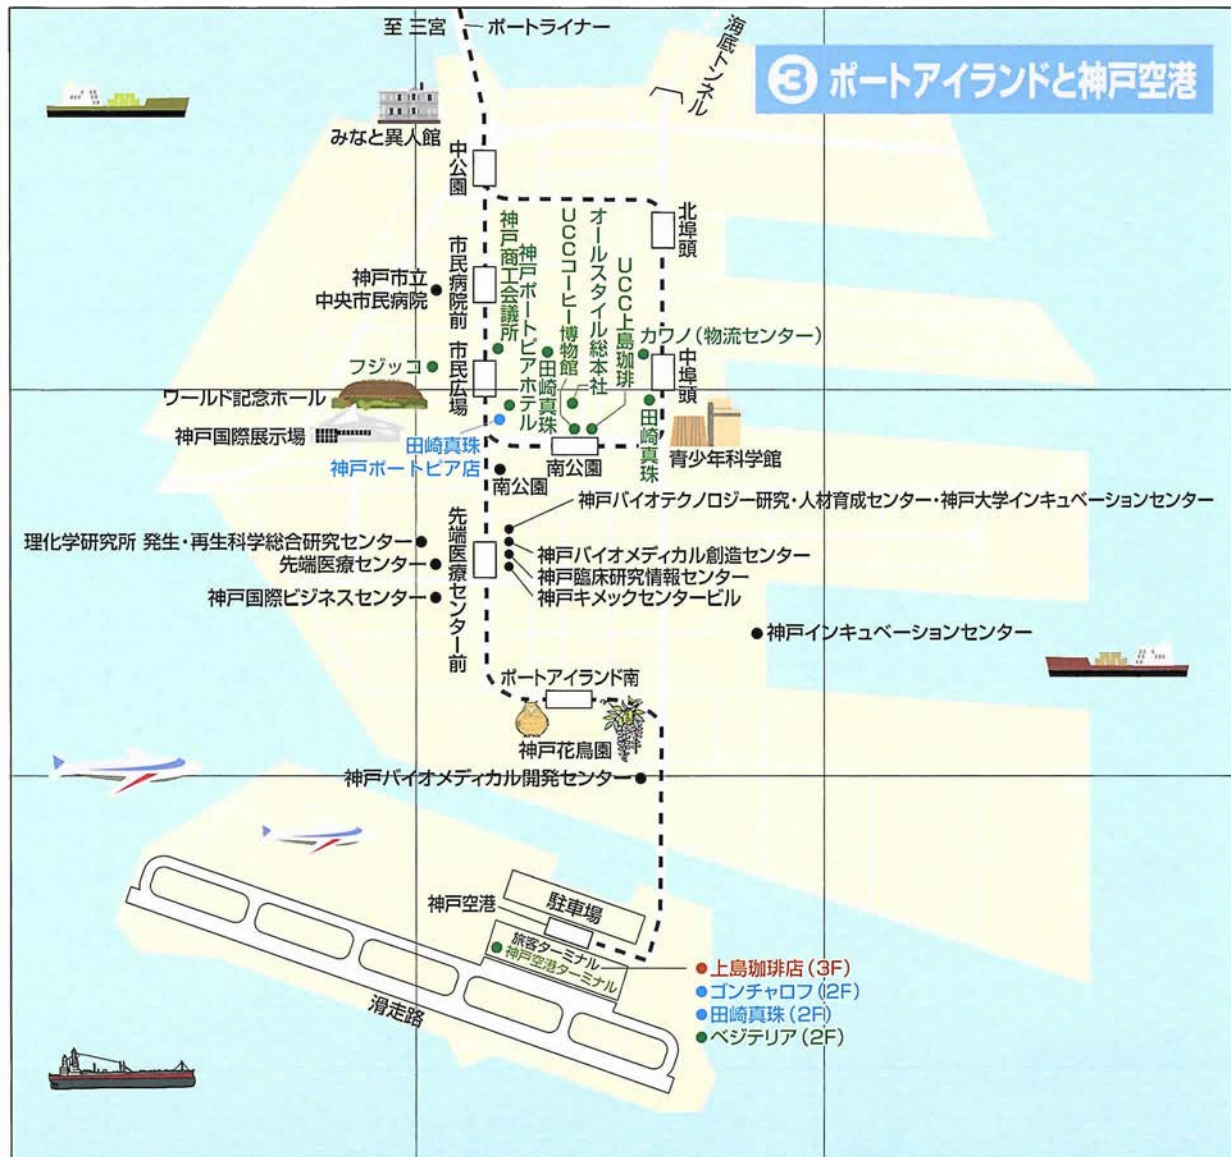 至 三宮
ポートライナー
海底トンネル
③ ポートアイランドと神戸空港
みなと異人館
中公園
北埠頭
神戸市立
中央市民病院
市民病院前
神戸商工会議所
神戸ポートピアホテル
田崎真珠
UCCコーヒー博物館
オールスタイル総本社
UCC上島珈琲
カワノ(物流センター)
中埠頭
フジッコ
市民広場
ワールド記念ホール
神戸国際展示場
田崎真珠
神戸ポートピア店
南公園
南公園
田崎真珠
青少年科学館
神戸バイオテクノロジー研究・人材育成センター・神戸大学インキュベーションセンター
理化学研究所 発生・再生科学総合研究センター
先端医療センター
神戸国際ビジネスセンター
先端医療センター前
神戸バイオメディカル創造センター
神戸臨床研究情報センター
神戸キメックセンタービル
神戸インキュベーションセンター
ポートアイランド南
神戸花鳥園
神戸バイオメディカル開発センター
神戸空港
駐車場
旅客ターミナル
神戸空港ターミナル
滑走路
上島珈琲店(3F)
ゴンチャロフ(2F)
田崎真珠(2F)
ベジテリア(2F)